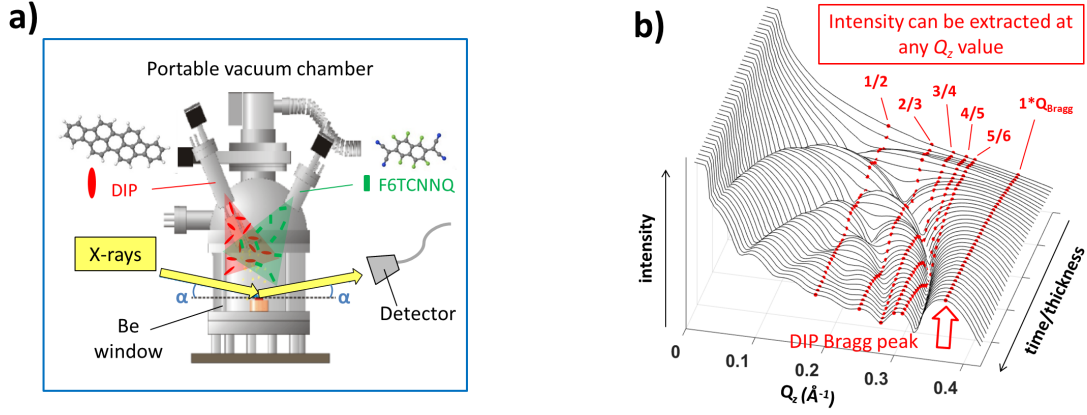 a)
Portable vacuum chamber
DIP
F6TCNNQ
X-rays
α
α
Be
window
Detector
b)
Intensity can be extracted at
any Qz value
1/2
2/3
3/4
4/5
5/6
1*QBragg
intensity
time/thickness
DIP Bragg peak
0
0.1
0.2
0.3
0.4
Qz (Å-1)